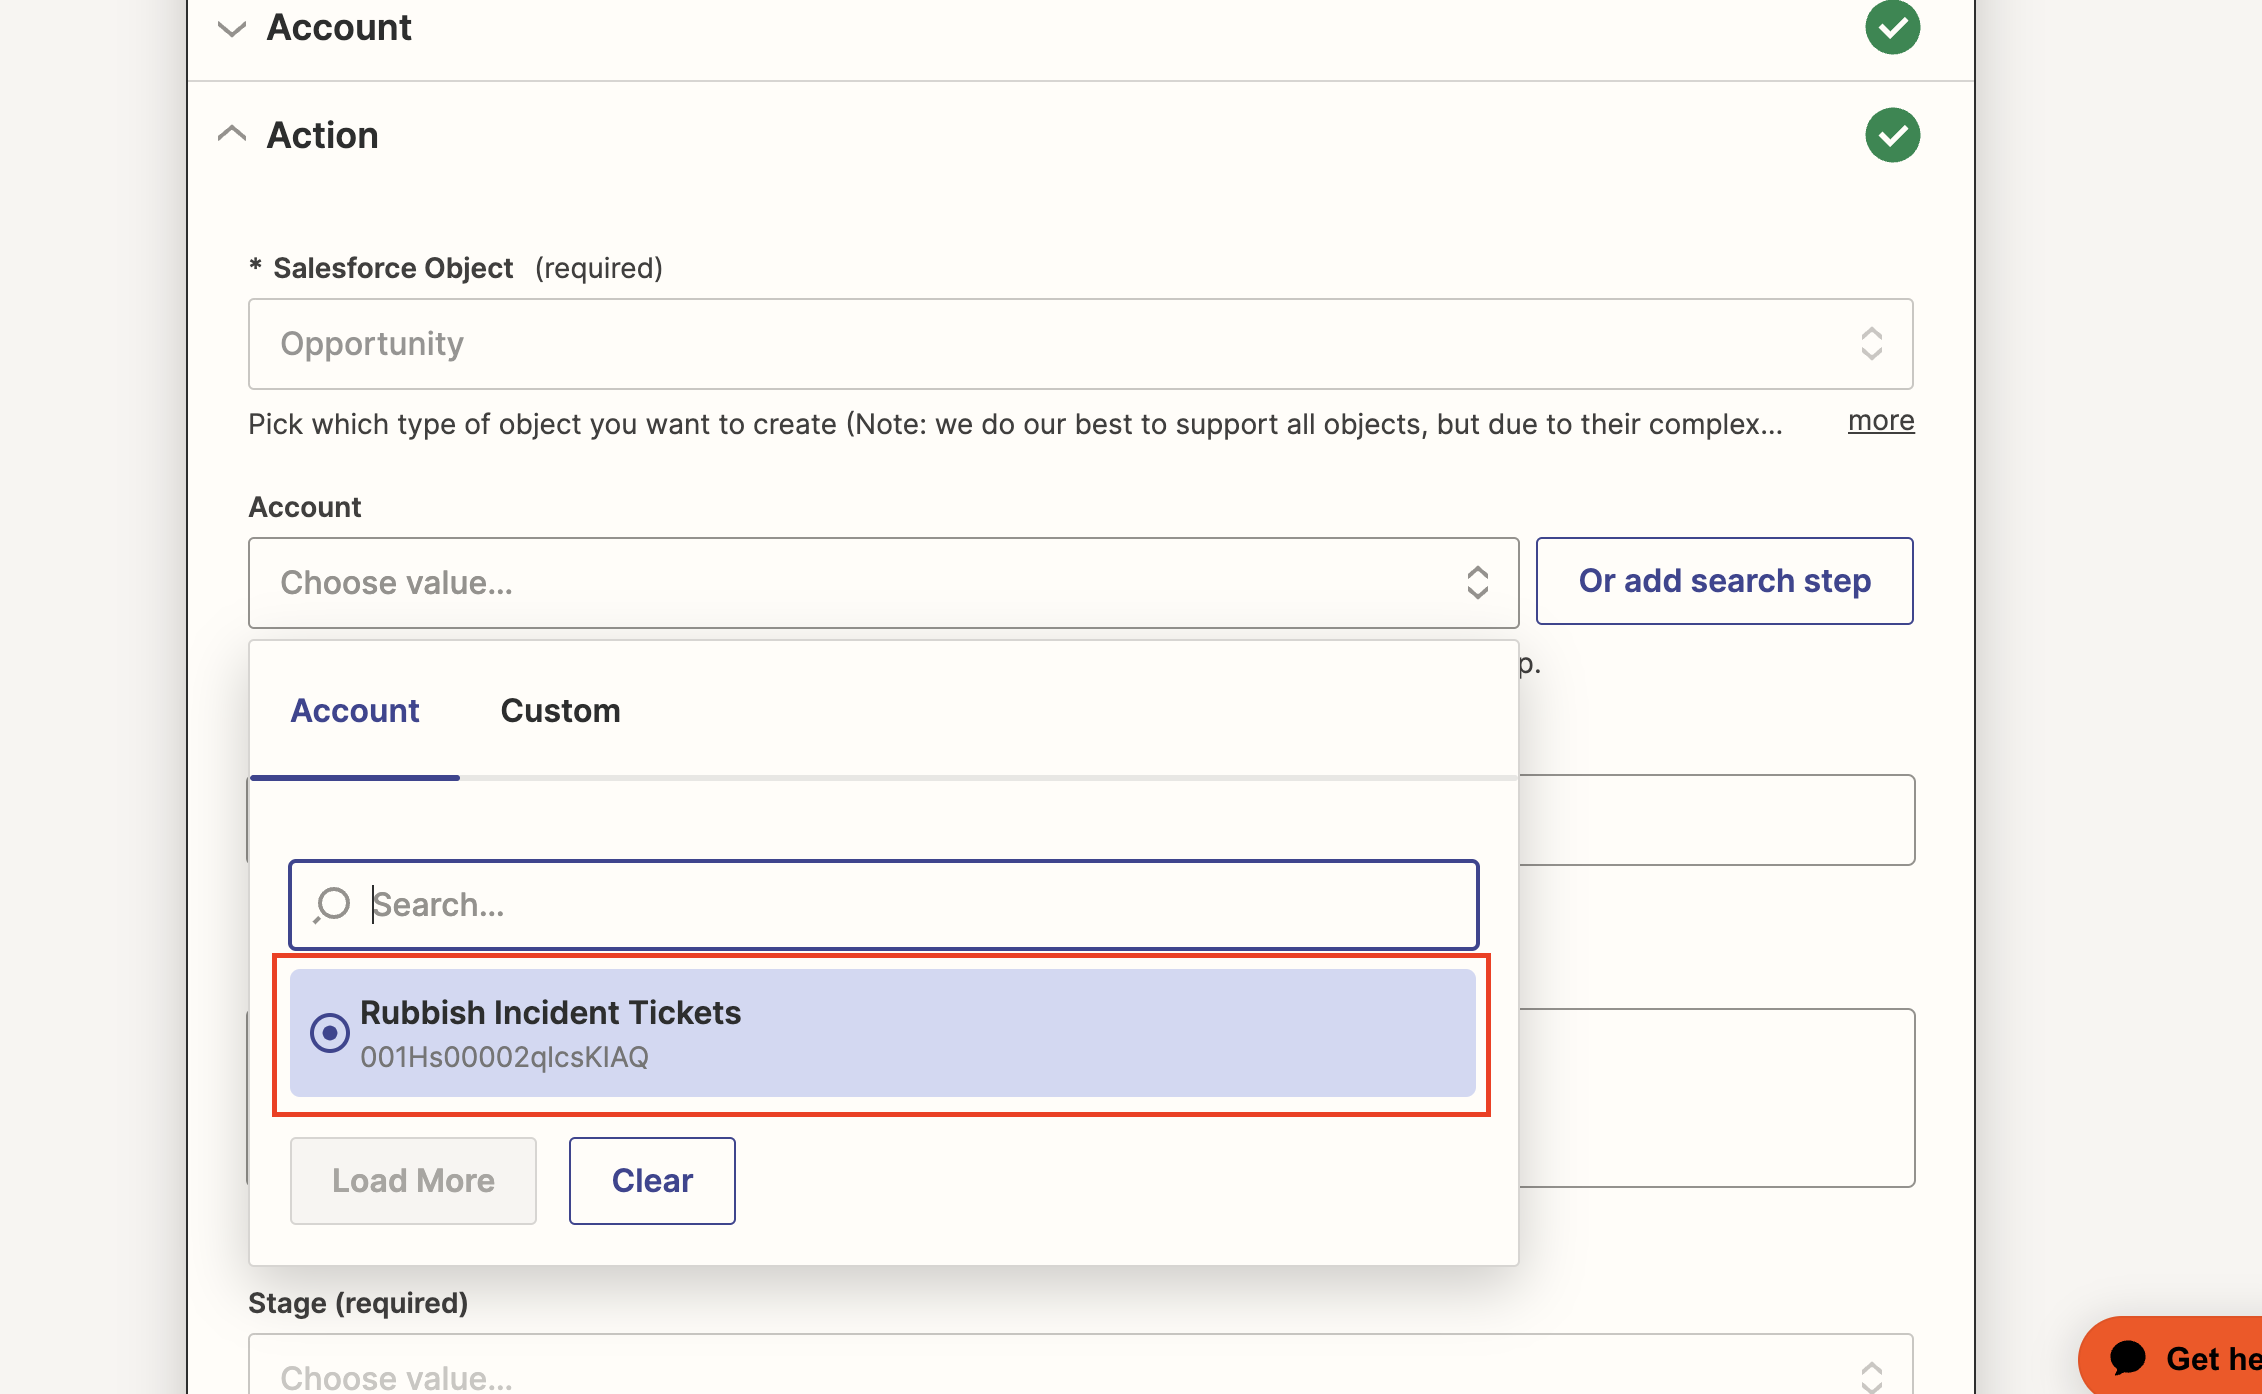 Account
Action
* Salesforce Object (required)
Opportunity
Pick which type of object you want to create (Note: we do our best to support all objects, but due to their complex... more
Account
Choose value...
Or add search step
p.
Account Custom
Search...
Rubbish Incident Tickets
001Hs00002qlcsKIAQ
Load More Clear
Stage (required)
Choose value...
Get he